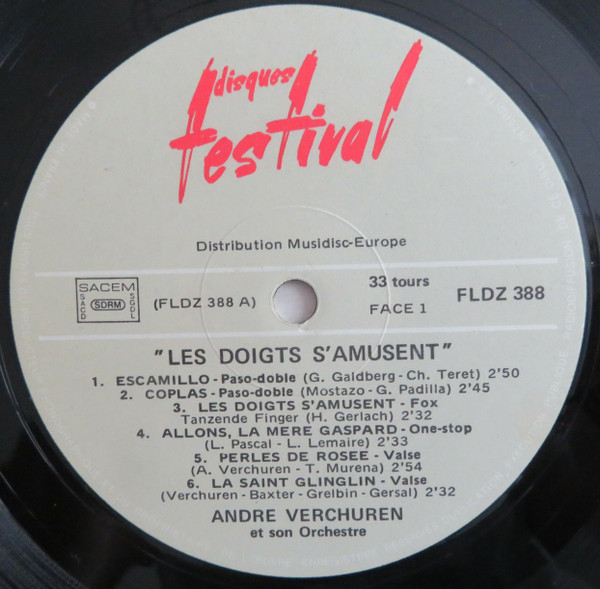 disques
festival
Distribution Musidisc-Europe
SACEM
SACD
SDRM
SGDL
(FLDZ 388 A)
33 tours
FACE 1
FLDZ 388
"LES DOIGTS S'AMUSENT"
1. ESCAMILLO - Paso-doble (G. Galdberg - Ch. Teret) 2'50
2. COPLAS - Paso-doble (Mostazo - G. Padilla) 2'45
3. LES DOIGTS S'AMUSENT - Fox
Tanzende Finger (H. Gerlach) 2'32
4. ALLONS, LA MERE GASPARD - One-stop
(L. Pascal - L. Lemaire) 2'33
5. PERLES DE ROSEE - Valse
(A. Verchuren - T. Murena) 2'54
6. LA SAINT GLINGLIN - Valse
(Verchuren - Baxter - Grelbin - Gersal) 2'32
ANDRE VERCHUREN
et son Orchestre